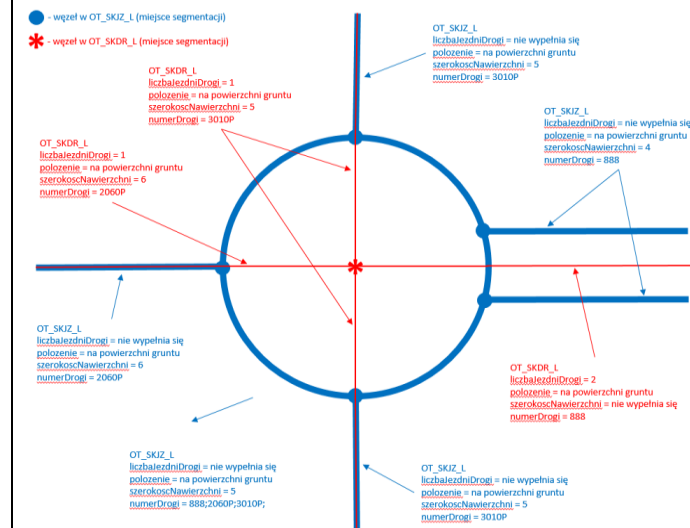 - węzeł w OT_SKJZ_L (miejsce segmentacji)
- węzeł w OT_SKDR_L (miejsce segmentacji)
OT_SKJZ_L
liczbaJezdniDrogi = nie wypełnia się
polozenie = na powierzchni gruntu
szerokoscNawierzchni = 5
numerDrogi = 3010P
OT_SKDR_L
liczbaJezdniDrogi = 1
polozenie = na powierzchni gruntu
szerokoscNawierzchni = 5
numerDrogi = 3010P
OT_SKJZ_L
liczbaJezdniDrogi = nie wypełnia się
polozenie = na powierzchni gruntu
szerokoscNawierzchni = 4
numerDrogi = 888
OT_SKDR_L
liczbaJezdniDrogi = 1
polozenie = na powierzchni gruntu
szerokoscNawierzchni = 6
numerDrogi = 2060P
OT_SKJZ_L
liczbaJezdniDrogi = nie wypełnia się
polozenie = na powierzchni gruntu
szerokoscNawierzchni = 6
numerDrogi = 2060P
OT_SKDR_L
liczbaJezdniDrogi = 2
polozenie = na powierzchni gruntu
szerokoscNawierzchni = nie wypełnia się
numerDrogi = 888
OT_SKJZ_L
liczbaJezdniDrogi = nie wypełnia się
polozenie = na powierzchni gruntu
szerokoscNawierzchni = 5
numerDrogi = 888;2060P;3010P;
OT_SKJZ_L
liczbaJezdniDrogi = nie wypełnia się
polozenie = na powierzchni gruntu
szerokoscNawierzchni = 5
numerDrogi = 3010P